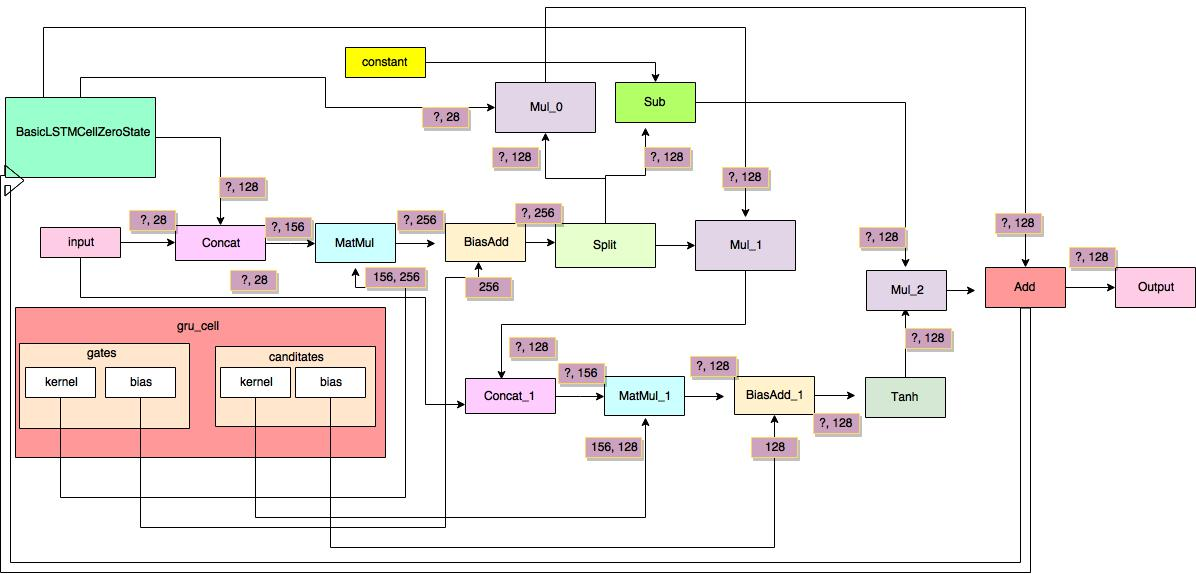 constant
?, 28
Mul_0
Sub
BasicLSTMCellZeroState
?, 128
?, 128
?, 128
?, 128
?, 28
?, 156
?, 256
?, 256
?, 128
input
Concat
MatMul
BiasAdd
Split
Mul_1
?, 128
?, 128
?, 28
156, 256
256
Mul_2
Add
Output
gru_cell
gates
canditates
kernel
bias
kernel
bias
?, 128
?, 128
?, 156
?, 128
Concat_1
MatMul_1
BiasAdd_1
Tanh
?, 128
156, 128
128